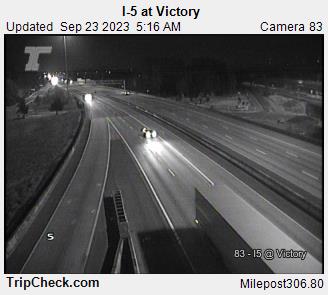 I-5 at Victory
Updated Sep 23 2023 5:16 AM Camera 83
T
S
83 - I5 @ Victory
TripCheck.com Milepost306.80